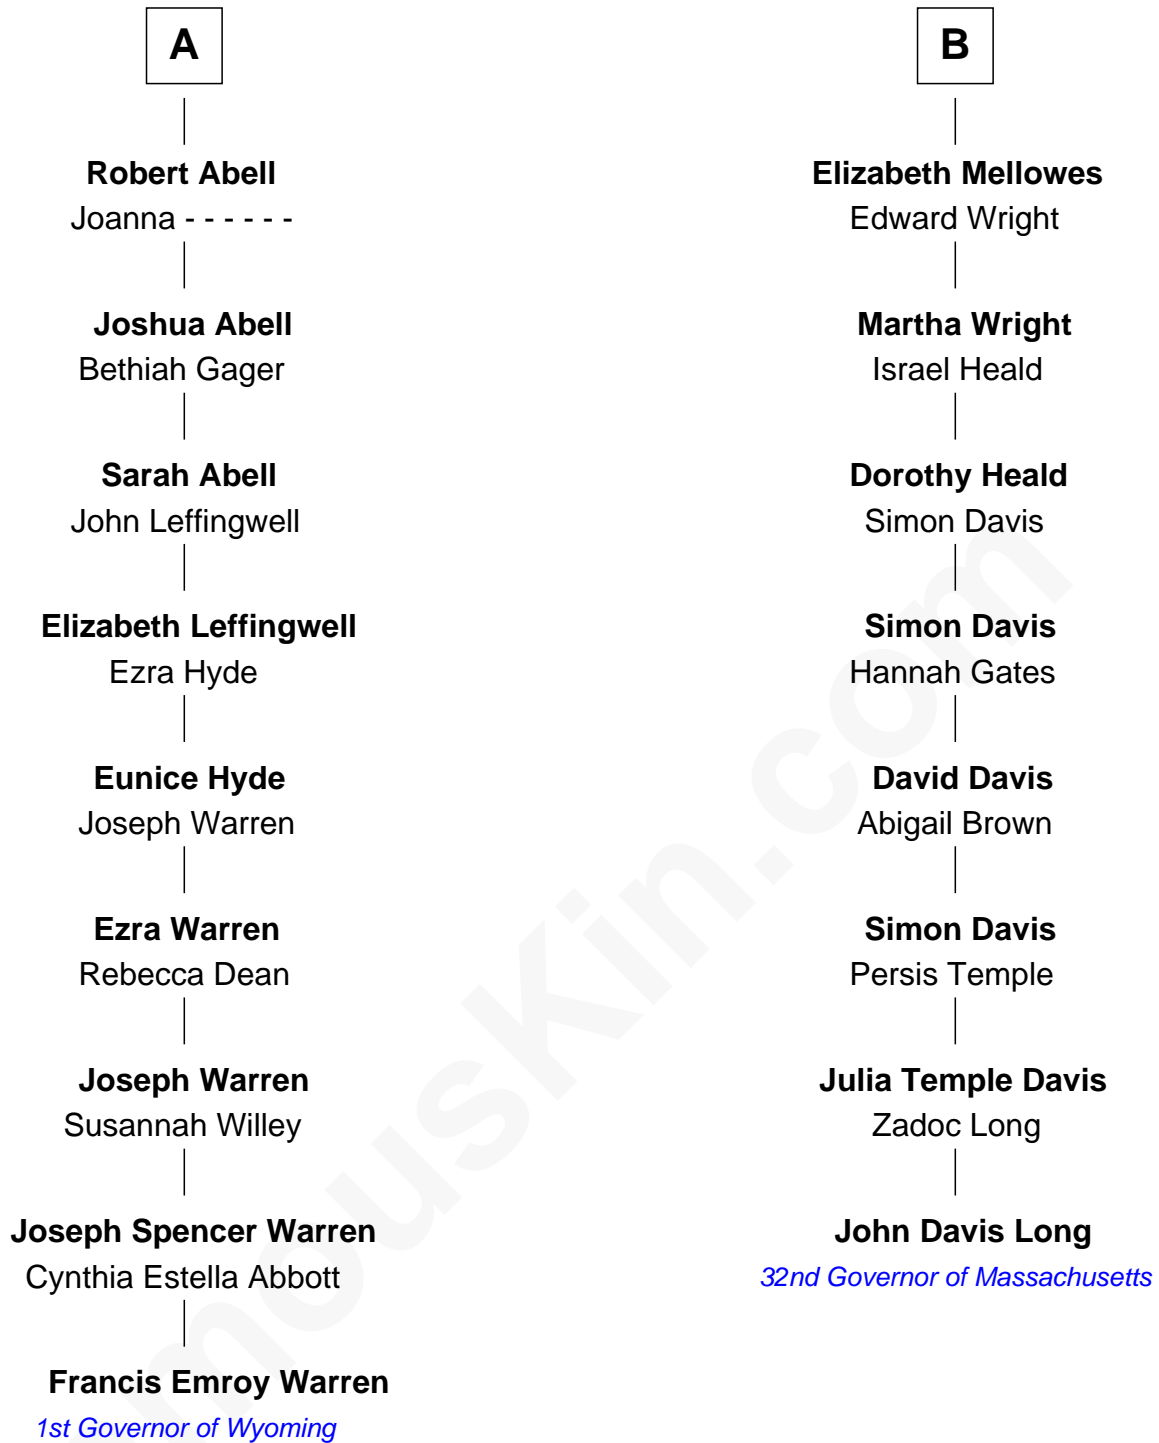 A
Robert Abell
Joanna - - - - - -
Joshua Abell
Bethiah Gager
Sarah Abell
John Leffingwell
Elizabeth Leffingwell
Ezra Hyde
Eunice Hyde
Joseph Warren
Ezra Warren
Rebecca Dean
Joseph Warren
Susannah Willey
Joseph Spencer Warren
Cynthia Estella Abbott
Francis Emroy Warren
1st Governor of Wyoming
B
Elizabeth Mellowes
Edward Wright
Martha Wright
Israel Heald
Dorothy Heald
Simon Davis
Simon Davis
Hannah Gates
David Davis
Abigail Brown
Simon Davis
Persis Temple
Julia Temple Davis
Zadoc Long
John Davis Long
32nd Governor of Massachusetts
mouskin.com